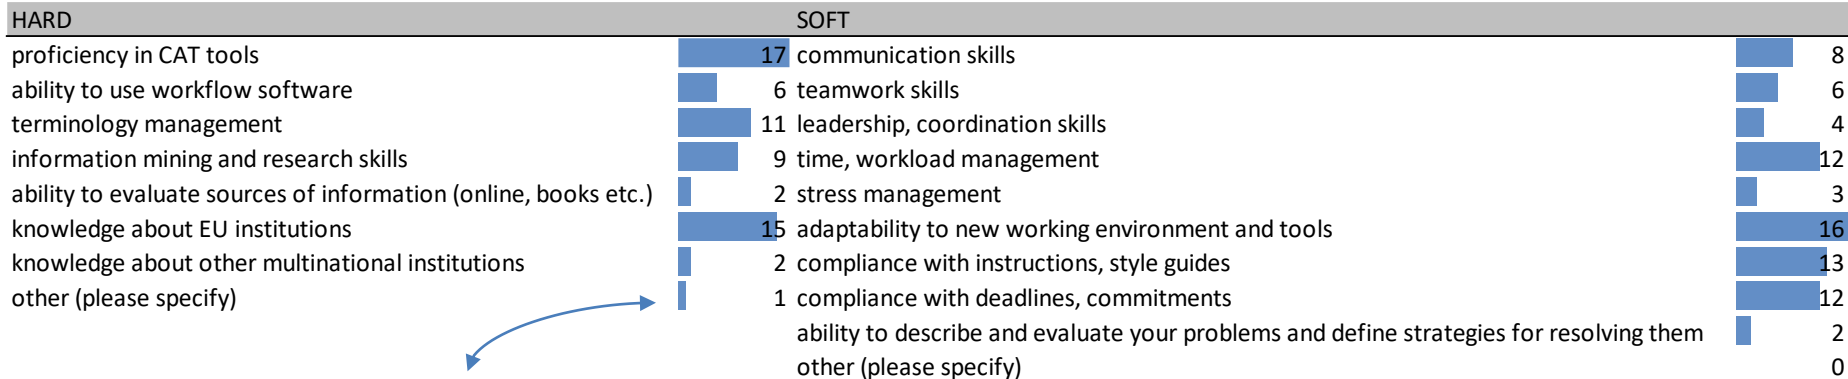 HARD SOFT
proficiency in CAT tools 17 communication skills 8
ability to use workflow software 6 teamwork skills 6
terminology management 11 leadership, coordination skills 4
information mining and research skills 9 time, workload management 12
ability to evaluate sources of information (online, books etc.) 2 stress management 3
knowledge about EU institutions 15 adaptability to new working environment and tools 16
knowledge about other multinational institutions 2 compliance with instructions, style guides 13
other (please specify) 1 compliance with deadlines, commitments 12
ability to describe and evaluate your problems and define strategies for resolving them 2
other (please specify) 0